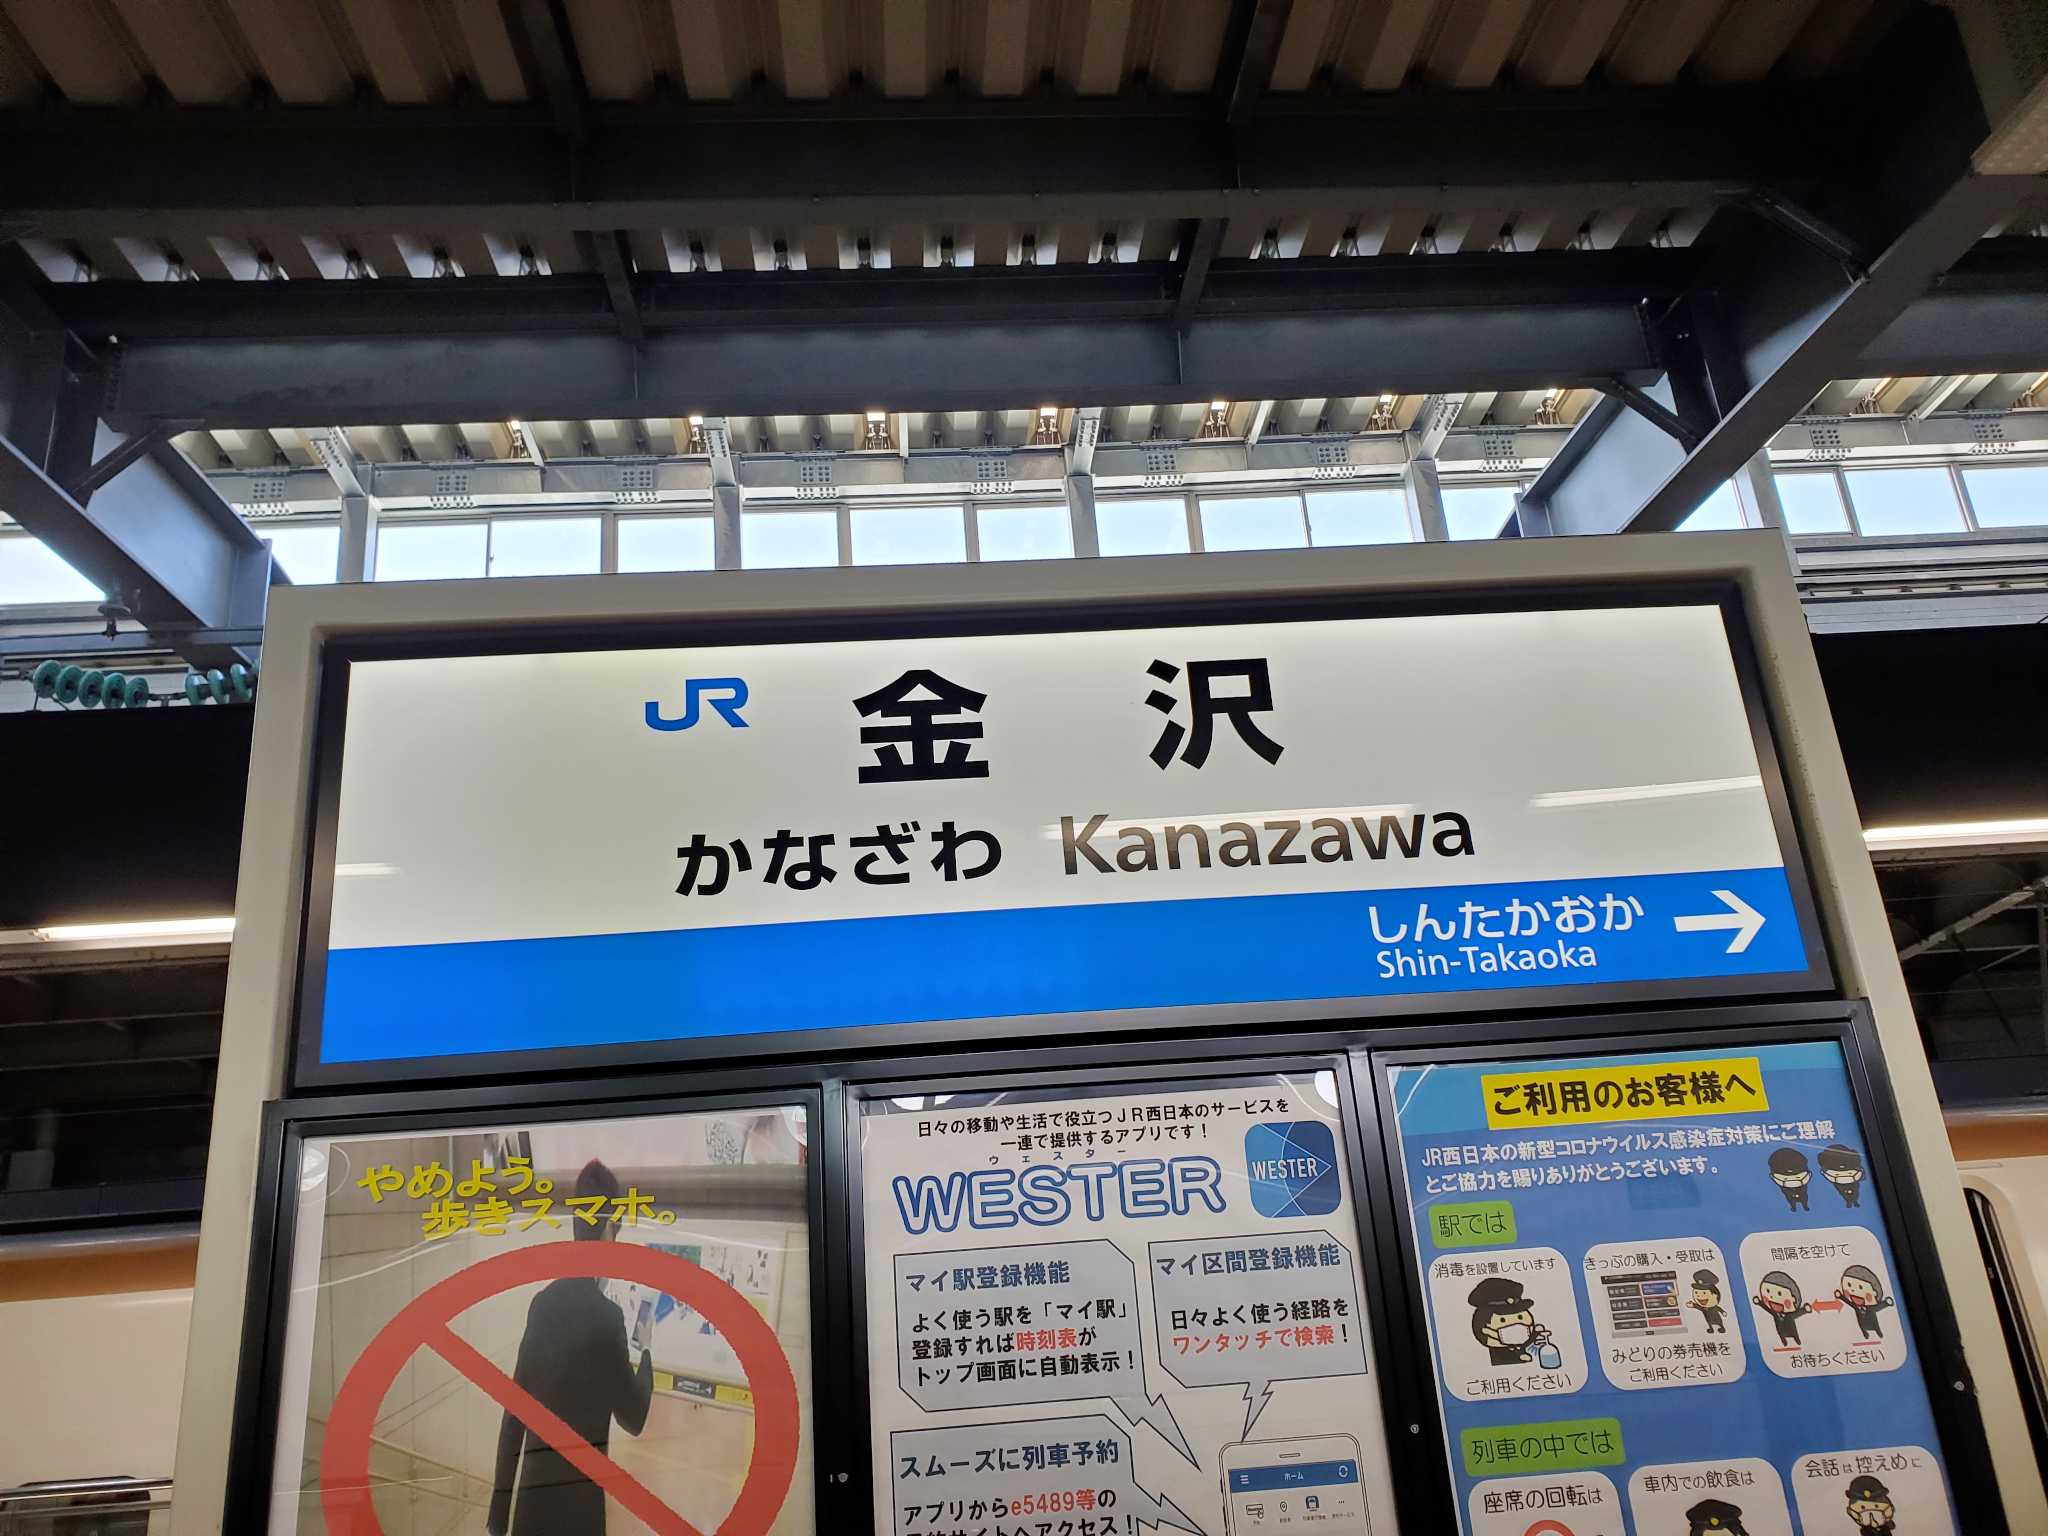 JR 金沢
かなざわ Kanazawa
しんたかおか
Shin-Takaoka
やめよう。
歩きスマホ。
日々の移動や生活で役立つJR西日本のサービスを
一連で提供するアプリです！
ウェスター
WESTER
WESTER
マイ駅登録機能
よく使う駅を「マイ駅」
登録すれば時刻表が
トップ画面に自動表示！
マイ区間登録機能
日々よく使う経路を
ワンタッチで検索！
スムーズに列車予約
アプリからe5489等の
予約サイトへアクセス！
ホーム
ご利用のお客様へ
JR西日本の新型コロナウイルス感染症対策にご理解
とご協力を賜りありがとうございます。
駅では
消毒を設置しています
ご利用ください
きっぷの購入・受取は
みどりの券売機を
ご利用ください
間隔を空けて
お待ちください
列車の中では
座席の回転は
車内での飲食は
会話は控えめに